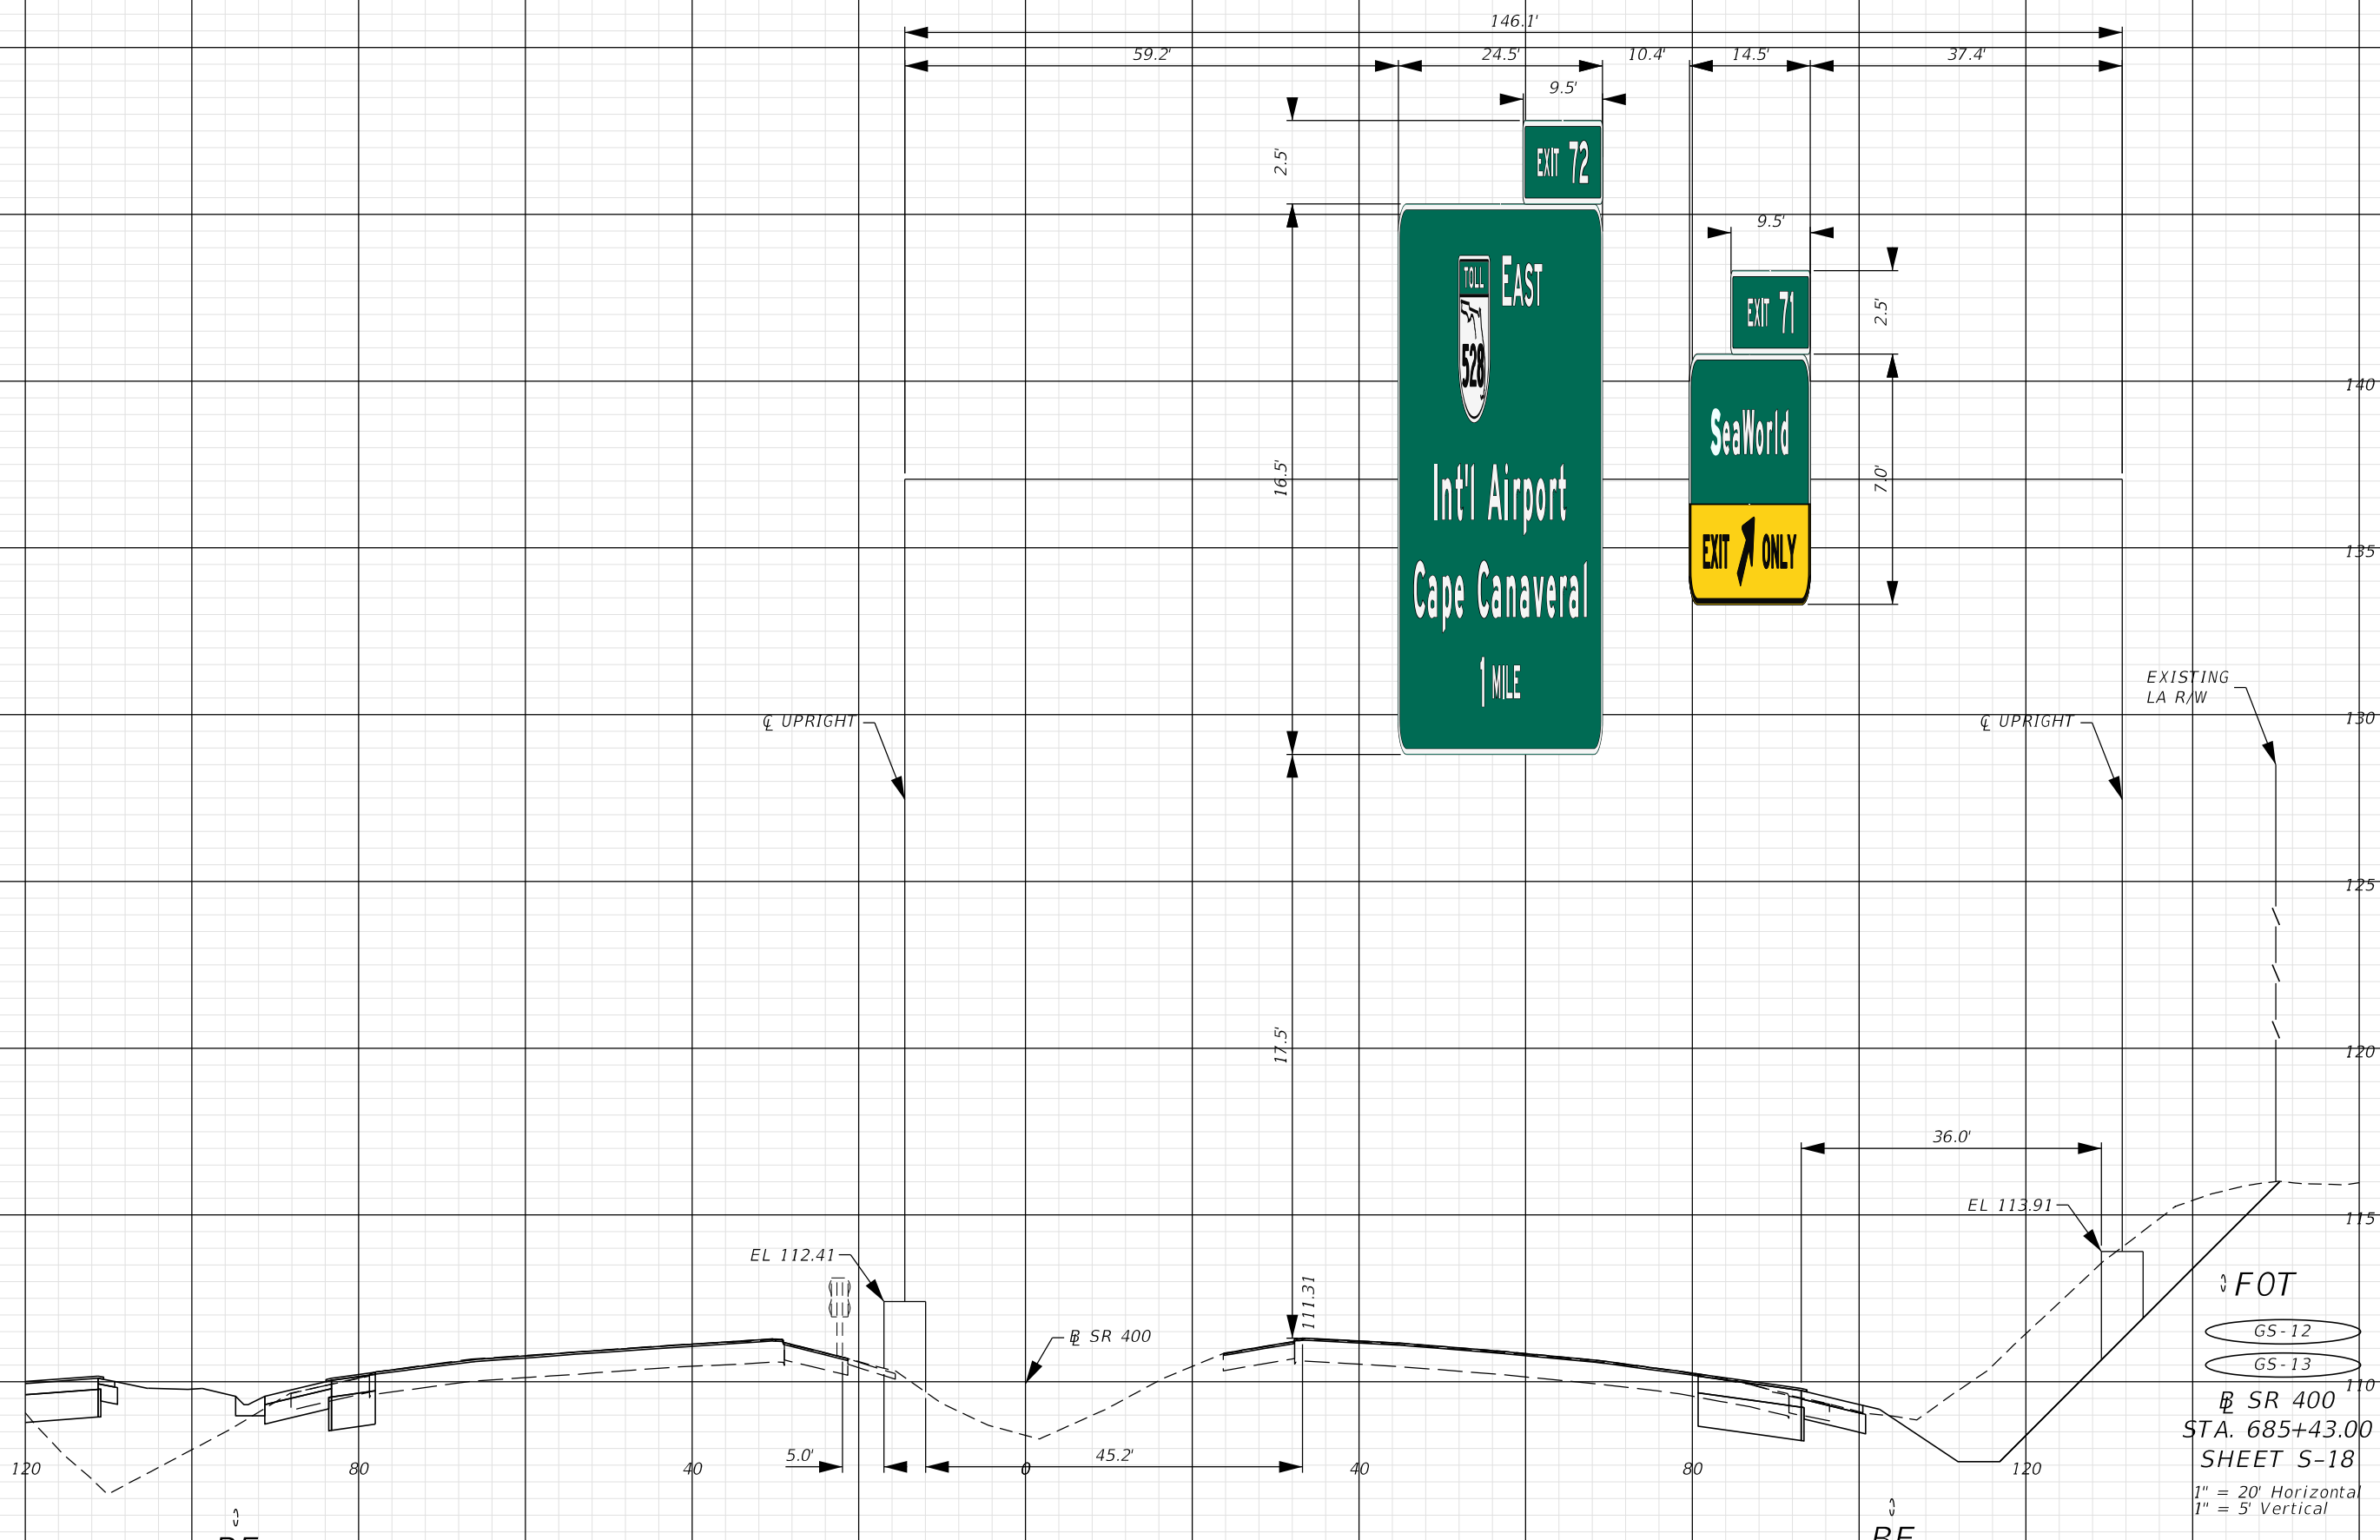 146.1'
59.2'
24.5'
10.4'
14.5'
37.4'
9.5'
2.5'
EXIT 72
9.5'
TOLL
EAST
528
EXIT 71
2.5'
140
SeaWorld
16.5'
Int'l Airport
7.0'
EXIT ONLY
135
Cape Canaveral
1 MILE
EXISTING
LA R/W
℄ UPRIGHT
℄ UPRIGHT
130
125
17.5'
120
36.0'
EL 113.91
115
EL 112.41
111.31
FOT
GS-12
B SR 400
GS-13
110
B SR 400
STA. 685+43.00
5.0'
45.2'
SHEET S-18
120
80
40
0
40
80
120
1" = 20' Horizontal
1" = 5' Vertical